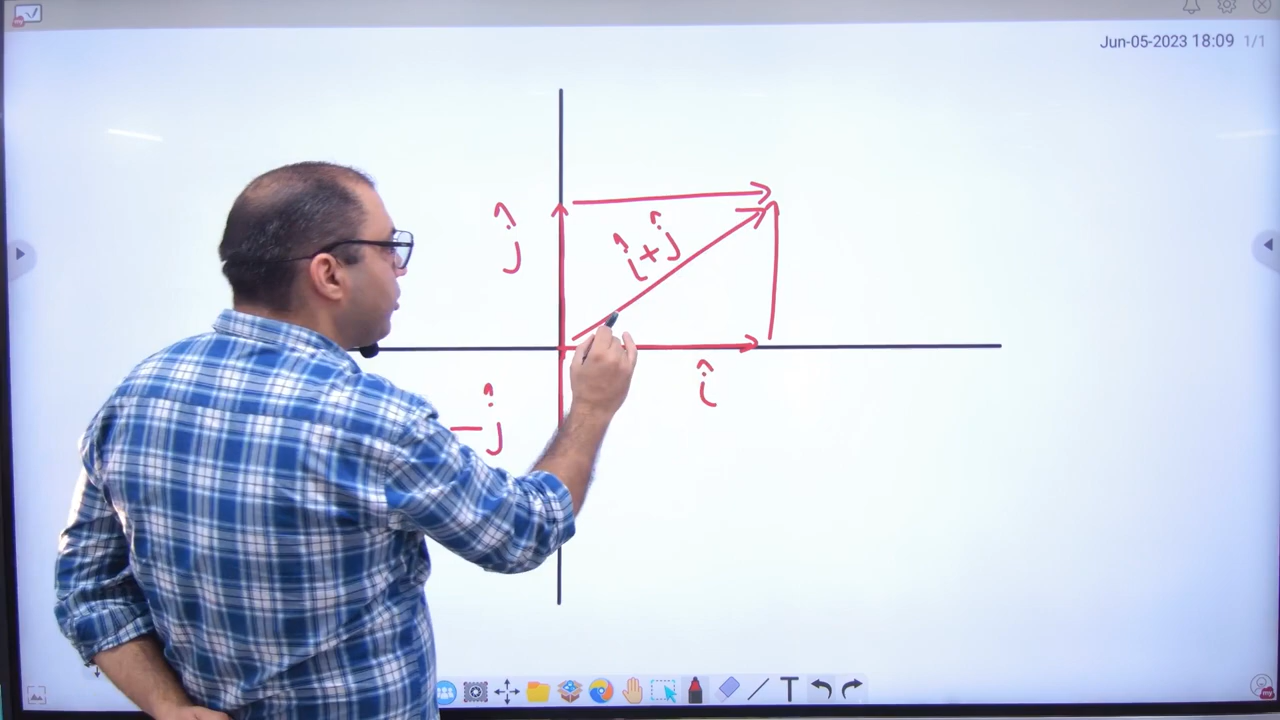 Jun-05-2023 18:09 1/1
ĵ
î+ĵ
î
−ĵ
T